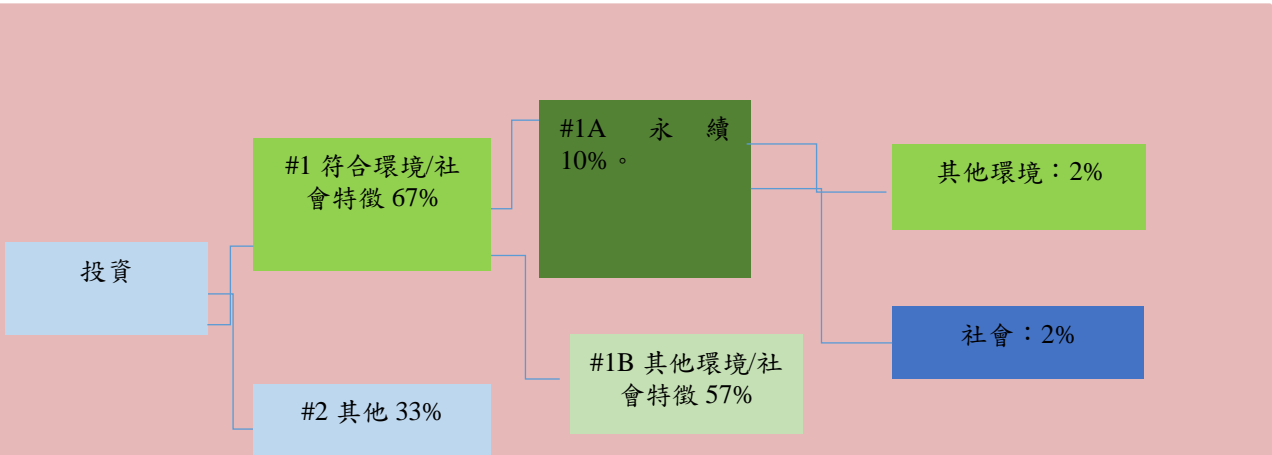 投資
#1 符合環境/社
會特徵 67%
#2 其他 33%
#1A 永 續
10%。
#1B 其他環境/社
會特徵 57%
其他環境：2%
社會：2%